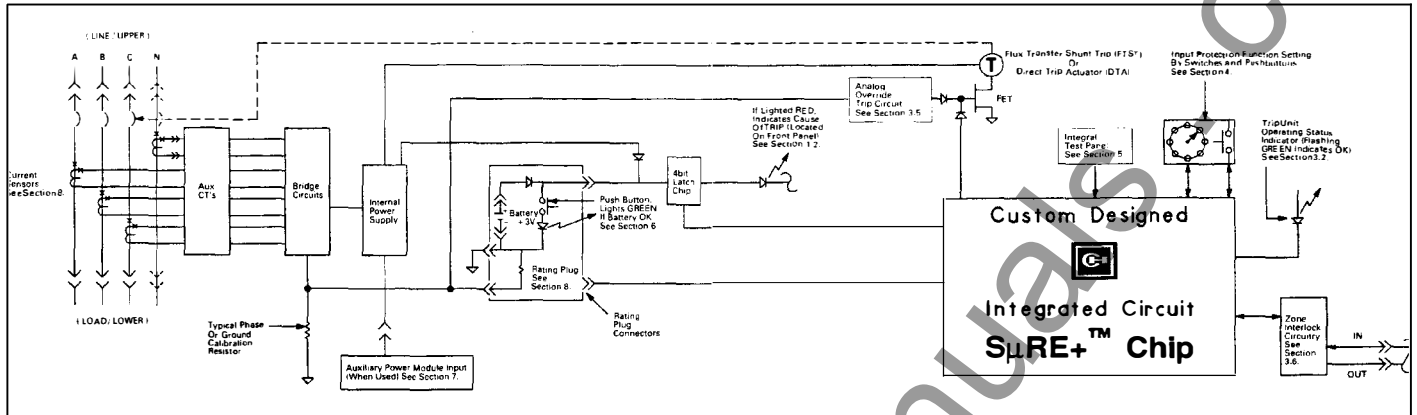 ( LINE / UPPER )
A B C N
Current
Sensors
See Section 8.
( LOAD / LOWER )
Aux
CT's
Bridge
Circuits
Typical Phase
Or Ground
Calibration
Resistor
Internal
Power
Supply
Auxiliary Power Module Input
(When Used) See Section 7.
Battery
+ 3V
Push Button,
Lights GREEN
If Battery OK
See Section 6
Rating Plug
See
Section 8.
Rating
Plug
Connectors
4bit
Latch
Chip
If Lighted RED,
Indicates Cause
Of TRIP (Located
On Front Panel)
See Section 1.2.
Analog
Override
Trip Circuit
See Section 3.5
T
Flux Transfer Shunt Trip (FTS*)
Or
Direct Trip Actuator (DTA)
FET
Integral
Test Panel
See Section 5
Input Protection Function Setting
By Switches and Pushbuttons
See Section 4.
Trip Unit
Operating Status
Indicator (Flashing
GREEN Indicates OK)
See Section 3.2.
Custom Designed
Integrated Circuit
SµRE+™ Chip
Zone
Interlock
Circuitry
See
Section
3.6.
IN
OUT